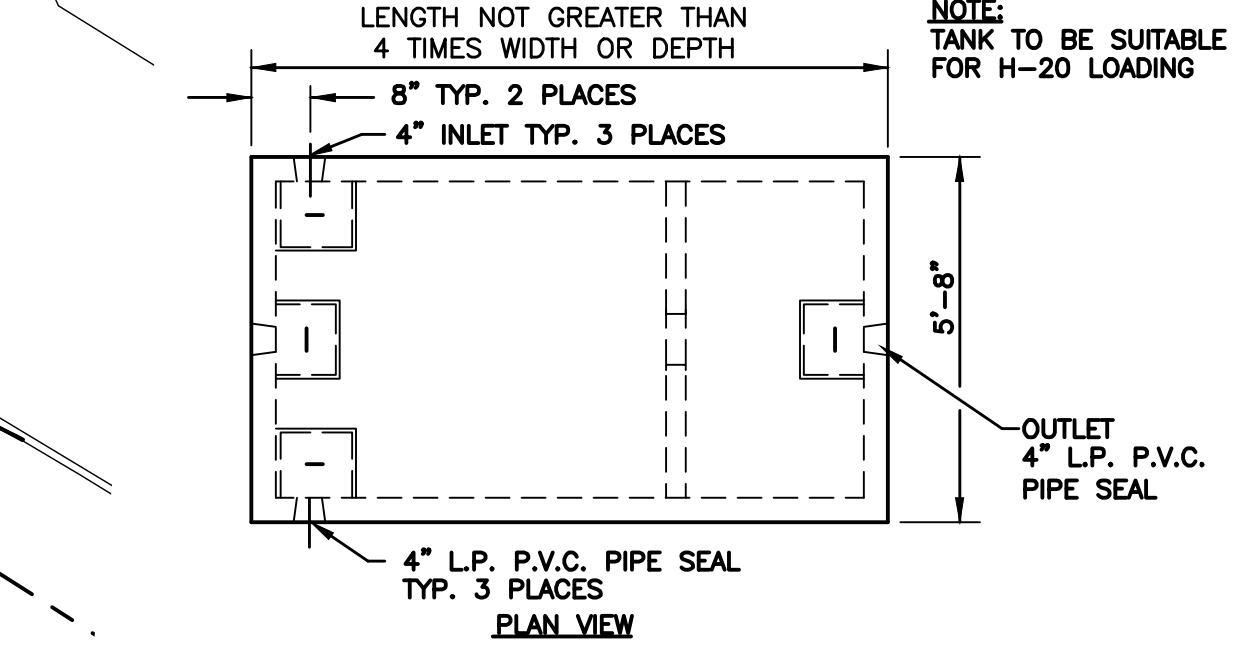 LENGTH NOT GREATER THAN
4 TIMES WIDTH OR DEPTH
NOTE:
TANK TO BE SUITABLE
FOR H-20 LOADING
8" TYP. 2 PLACES
4" INLET TYP. 3 PLACES
5'-8"
OUTLET
4" L.P. P.V.C.
PIPE SEAL
4" L.P. P.V.C. PIPE SEAL
TYP. 3 PLACES
PLAN VIEW